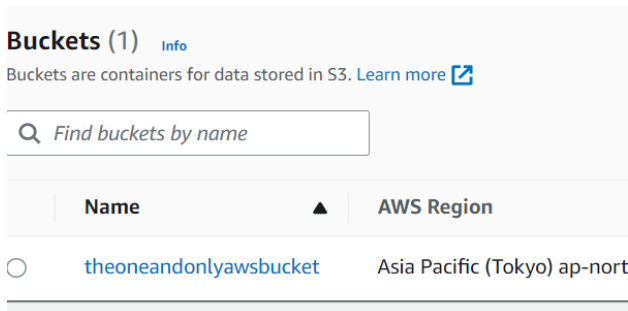 Buckets (1) Info
Buckets are containers for data stored in S3. Learn more
Find buckets by name
Name AWS Region
theoneandonlyawsbucket Asia Pacific (Tokyo) ap-nort